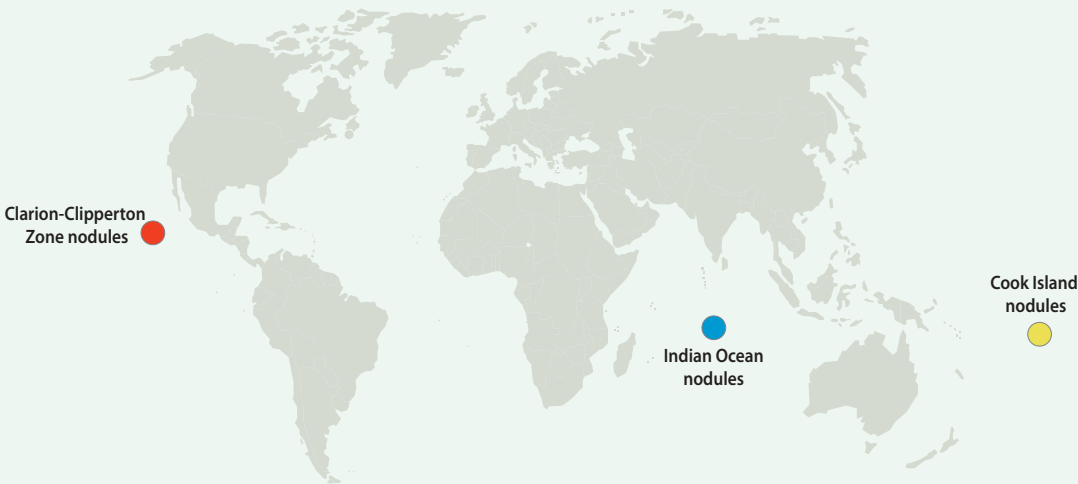 Clarion-Clipperton
Zone nodules
Cook Island
nodules
Indian Ocean
nodules